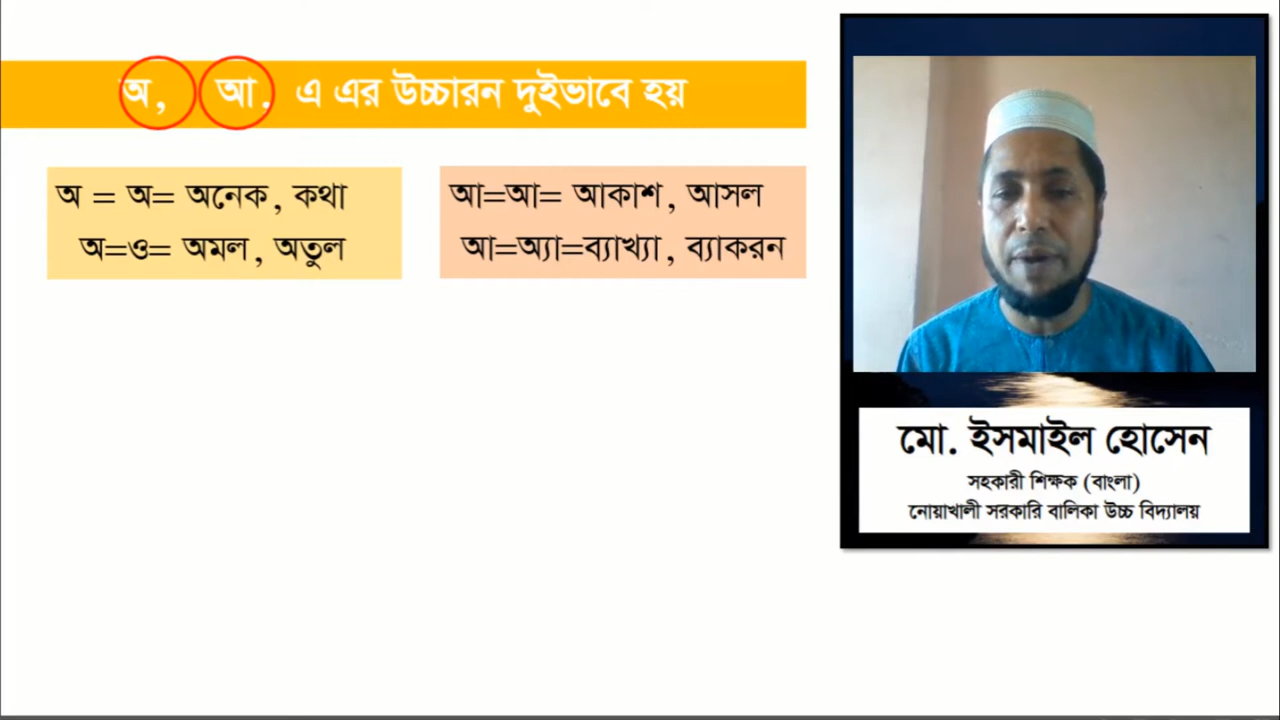 অ, আ. এ এর উচ্চারন দুইভাবে হয়
অ = অ= অনেক, কথা
অ=ও= অমল, অতুল
আ=আ= আকাশ, আসল
আ=অ্যা=ব্যাখ্যা, ব্যাকরন
মো. ইসমাইল হোসেন
সহকারী শিক্ষক (বাংলা)
নোয়াখালী সরকারি বালিকা উচ্চ বিদ্যালয়